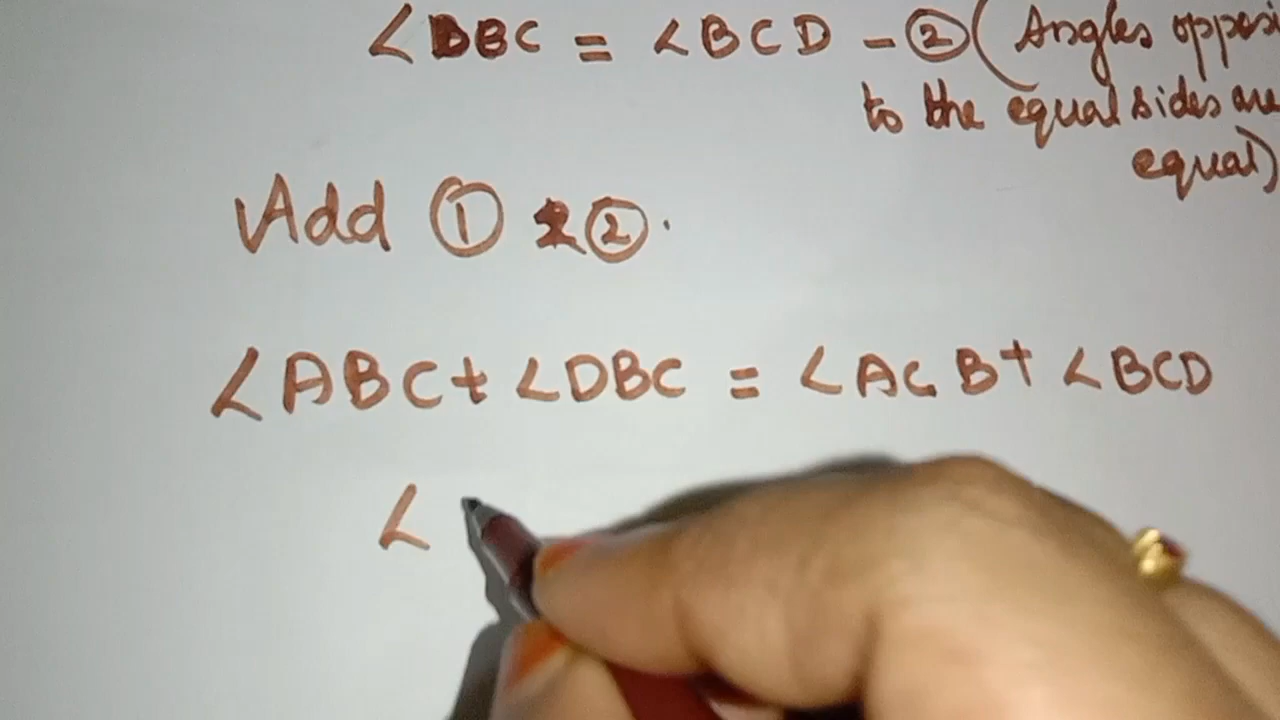 ∠DBC = ∠BCD - ② (Angles opposi
to the equal sides are
equal)
Add ① & ② .
∠ABC + ∠DBC = ∠ACB + ∠BCD
∠